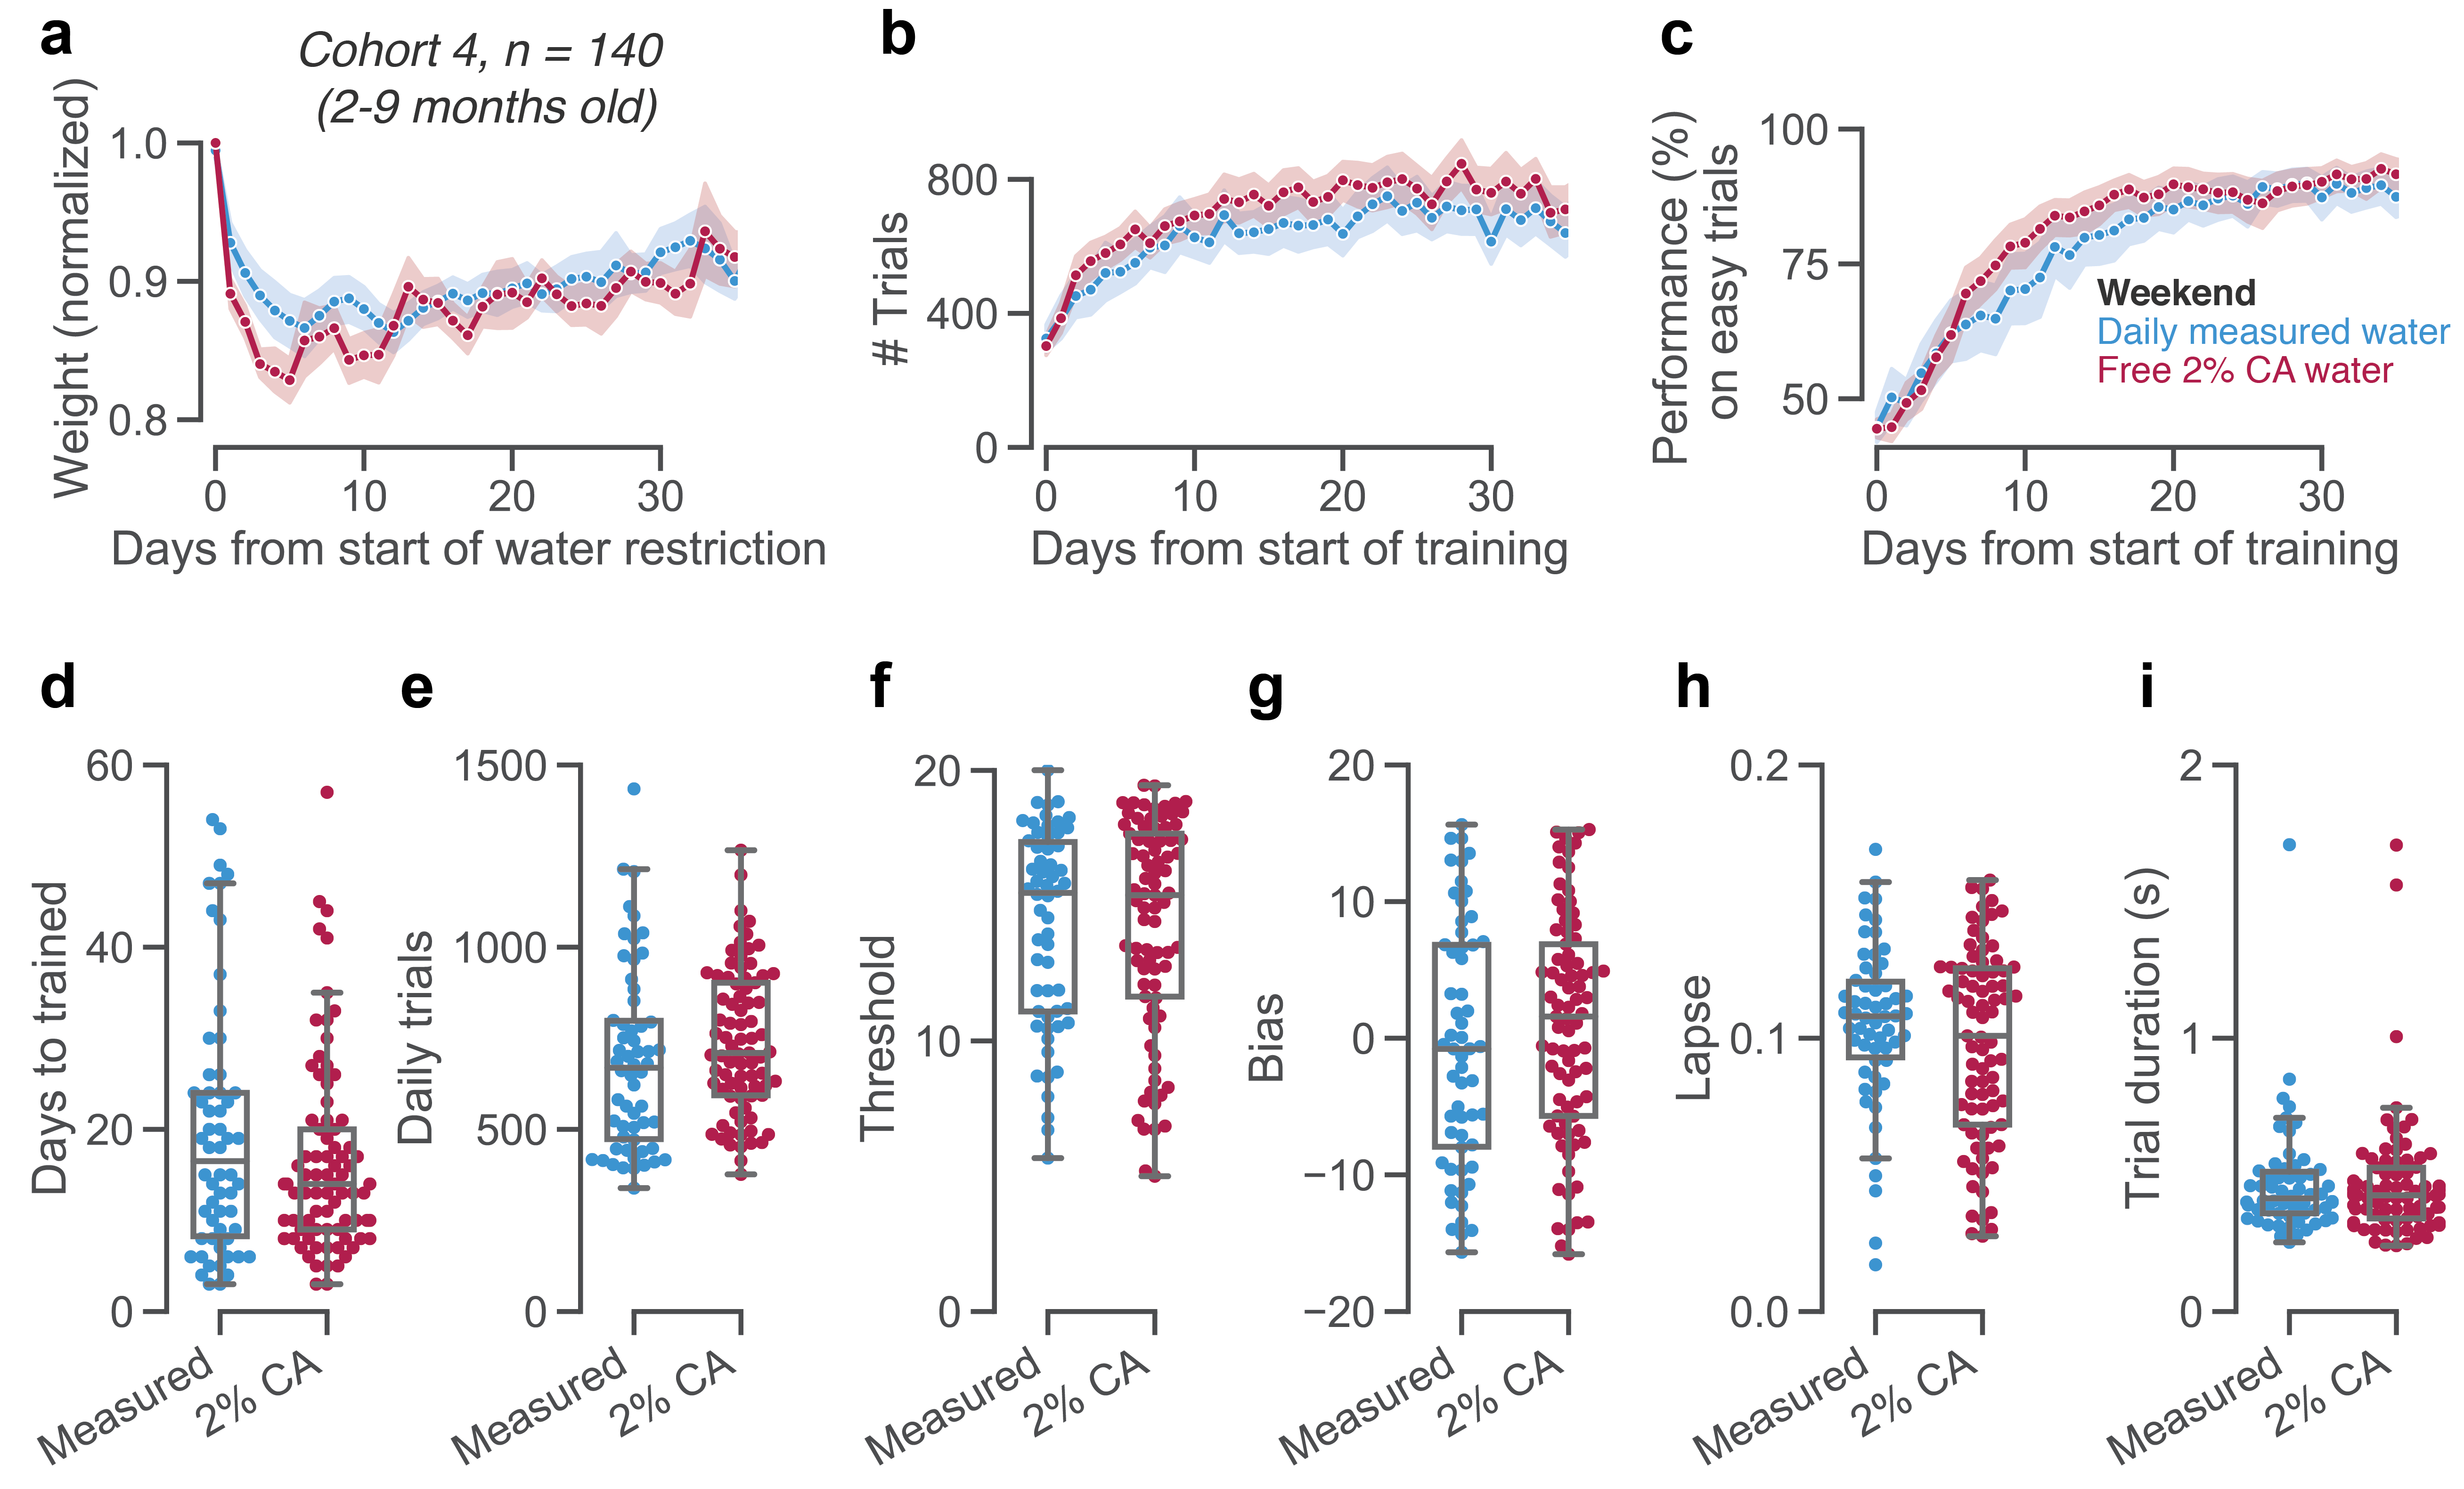 a
Cohort 4, n = 140
(2-9 months old)
Weight (normalized)
1.0
0.9
0.8
0
10
20
30
Days from start of water restriction
b
# Trials
800
400
0
0
10
20
30
Days from start of training
c
Performance (%)
on easy trials
100
75
50
Weekend
Daily measured water
Free 2% CA water
0
10
20
30
Days from start of training
d
Days to trained
60
40
20
0
Measured
2% CA
e
Daily trials
1500
1000
500
0
Measured
2% CA
f
Threshold
20
10
0
Measured
2% CA
g
Bias
20
10
0
−10
−20
Measured
2% CA
h
Lapse
0.2
0.1
0.0
Measured
2% CA
i
Trial duration (s)
2
1
0
Measured
2% CA